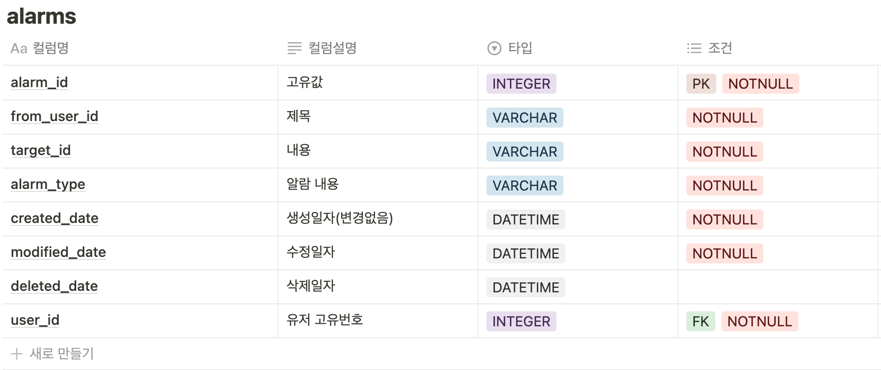 alarms
Aa 컬럼명 컬럼설명 타입 조건
alarm_id 고유값 INTEGER PK NOTNULL
from_user_id 제목 VARCHAR NOTNULL
target_id 내용 VARCHAR NOTNULL
alarm_type 알람 내용 VARCHAR NOTNULL
created_date 생성일자(변경없음) DATETIME NOTNULL
modified_date 수정일자 DATETIME NOTNULL
deleted_date 삭제일자 DATETIME
user_id 유저 고유번호 INTEGER FK NOTNULL
+ 새로 만들기